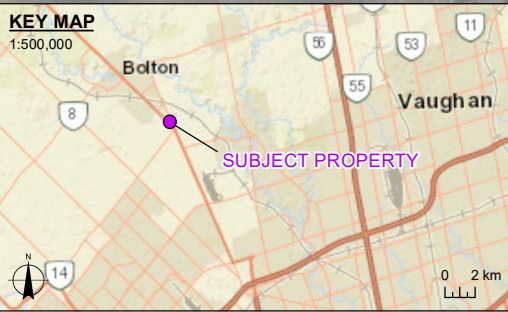 KEY MAP
1:500,000
11
56
53
Bolton
55
Vaughan
8
SUBJECT PROPERTY
N
14
0 2 km